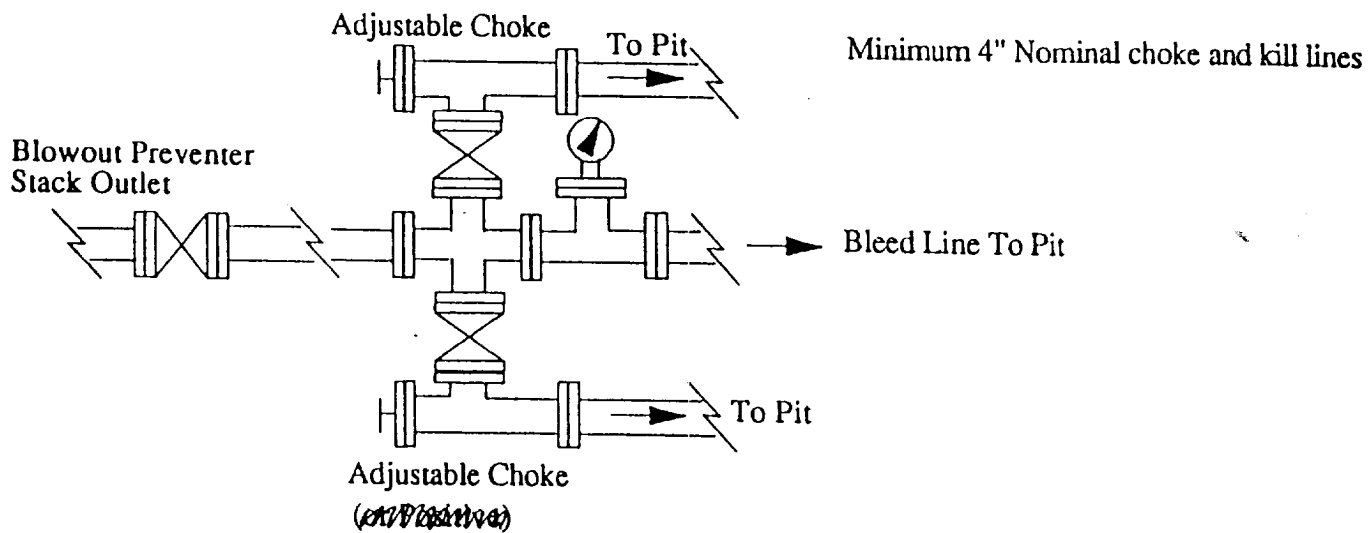 Adjustable Choke
To Pit
Minimum 4" Nominal choke and kill lines
Blowout Preventer
Stack Outlet
Bleed Line To Pit
To Pit
Adjustable Choke